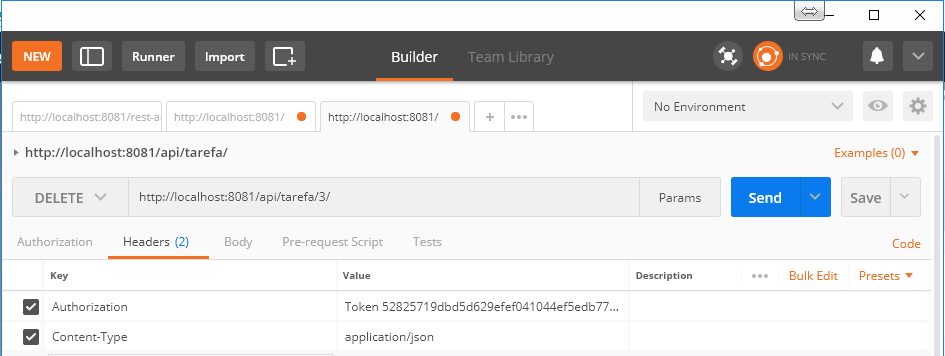 NEW Runner Import Builder Team Library IN SYNC
http://localhost:8081/rest-a http://localhost:8081/ http://localhost:8081/ + ••• No Environment
http://localhost:8081/api/tarefa/ Examples (0)
DELETE http://localhost:8081/api/tarefa/3/ Params Send Save
Authorization Headers (2) Body Pre-request Script Tests Code
Key Value Description ••• Bulk Edit Presets
Authorization Token 52825719dbd5d629efef041044ef5edb77...
Content-Type application/json